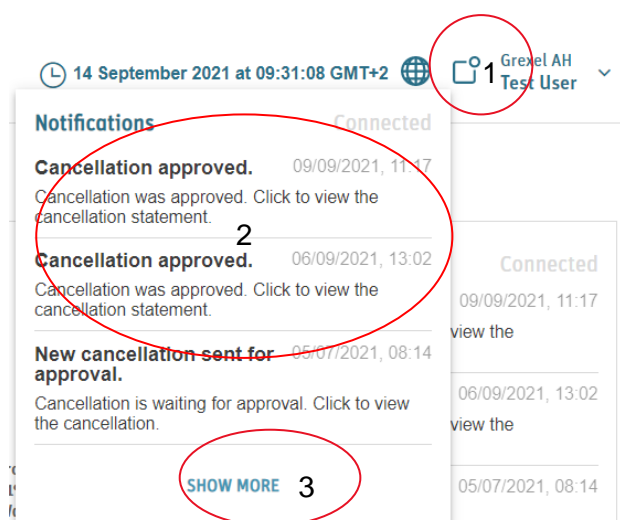 14 September 2021 at 09:31:08 GMT+2
1
Grexel AH
Test User
Notifications
Connected
Cancellation approved.
09/09/2021, 11:17
Cancellation was approved. Click to view the
cancellation statement.
2
Cancellation approved.
06/09/2021, 13:02
Cancellation was approved. Click to view the
cancellation statement.
New cancellation sent for
approval.
05/07/2021, 08:14
Cancellation is waiting for approval. Click to view
the cancellation.
SHOW MORE
3
Connected
09/09/2021, 11:17
view the
06/09/2021, 13:02
view the
05/07/2021, 08:14